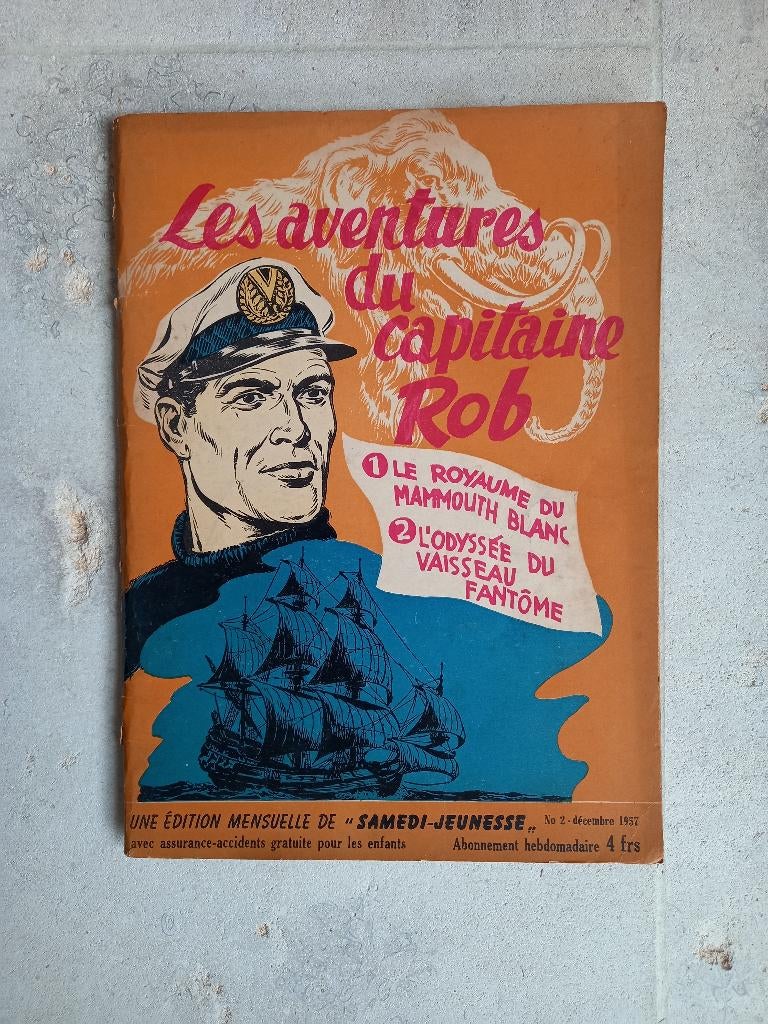 Les aventures
du
capitaine
Rob
1 LE ROYAUME DU
MAMMOUTH BLANC
2 L'ODYSSÉE DU
VAISSEAU
FANTÔME
V
UNE ÉDITION MENSUELLE DE "SAMEDI-JEUNESSE„ No 2 - décembre 1957
avec assurance-accidents gratuite pour les enfants Abonnement hebdomadaire 4 frs